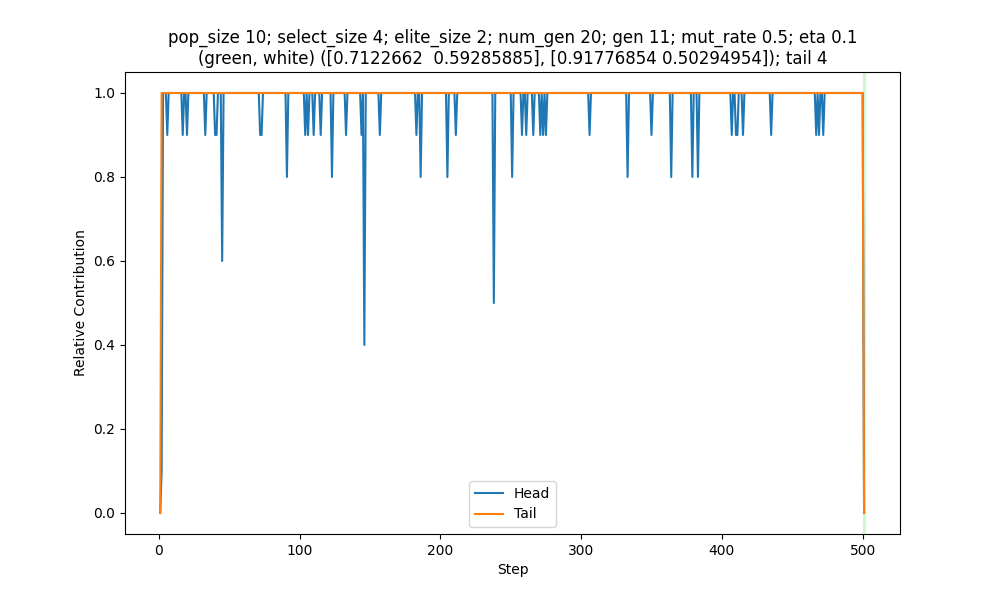 pop_size 10; select_size 4; elite_size 2; num_gen 20; gen 11; mut_rate 0.5; eta 0.1
(green, white) ([0.7122662  0.59285885], [0.91776854 0.50294954]); tail 4
1.0
0.8
0.6
0.4
0.2
0.0
Relative Contribution
Head
Tail
0
100
200
300
400
500
Step